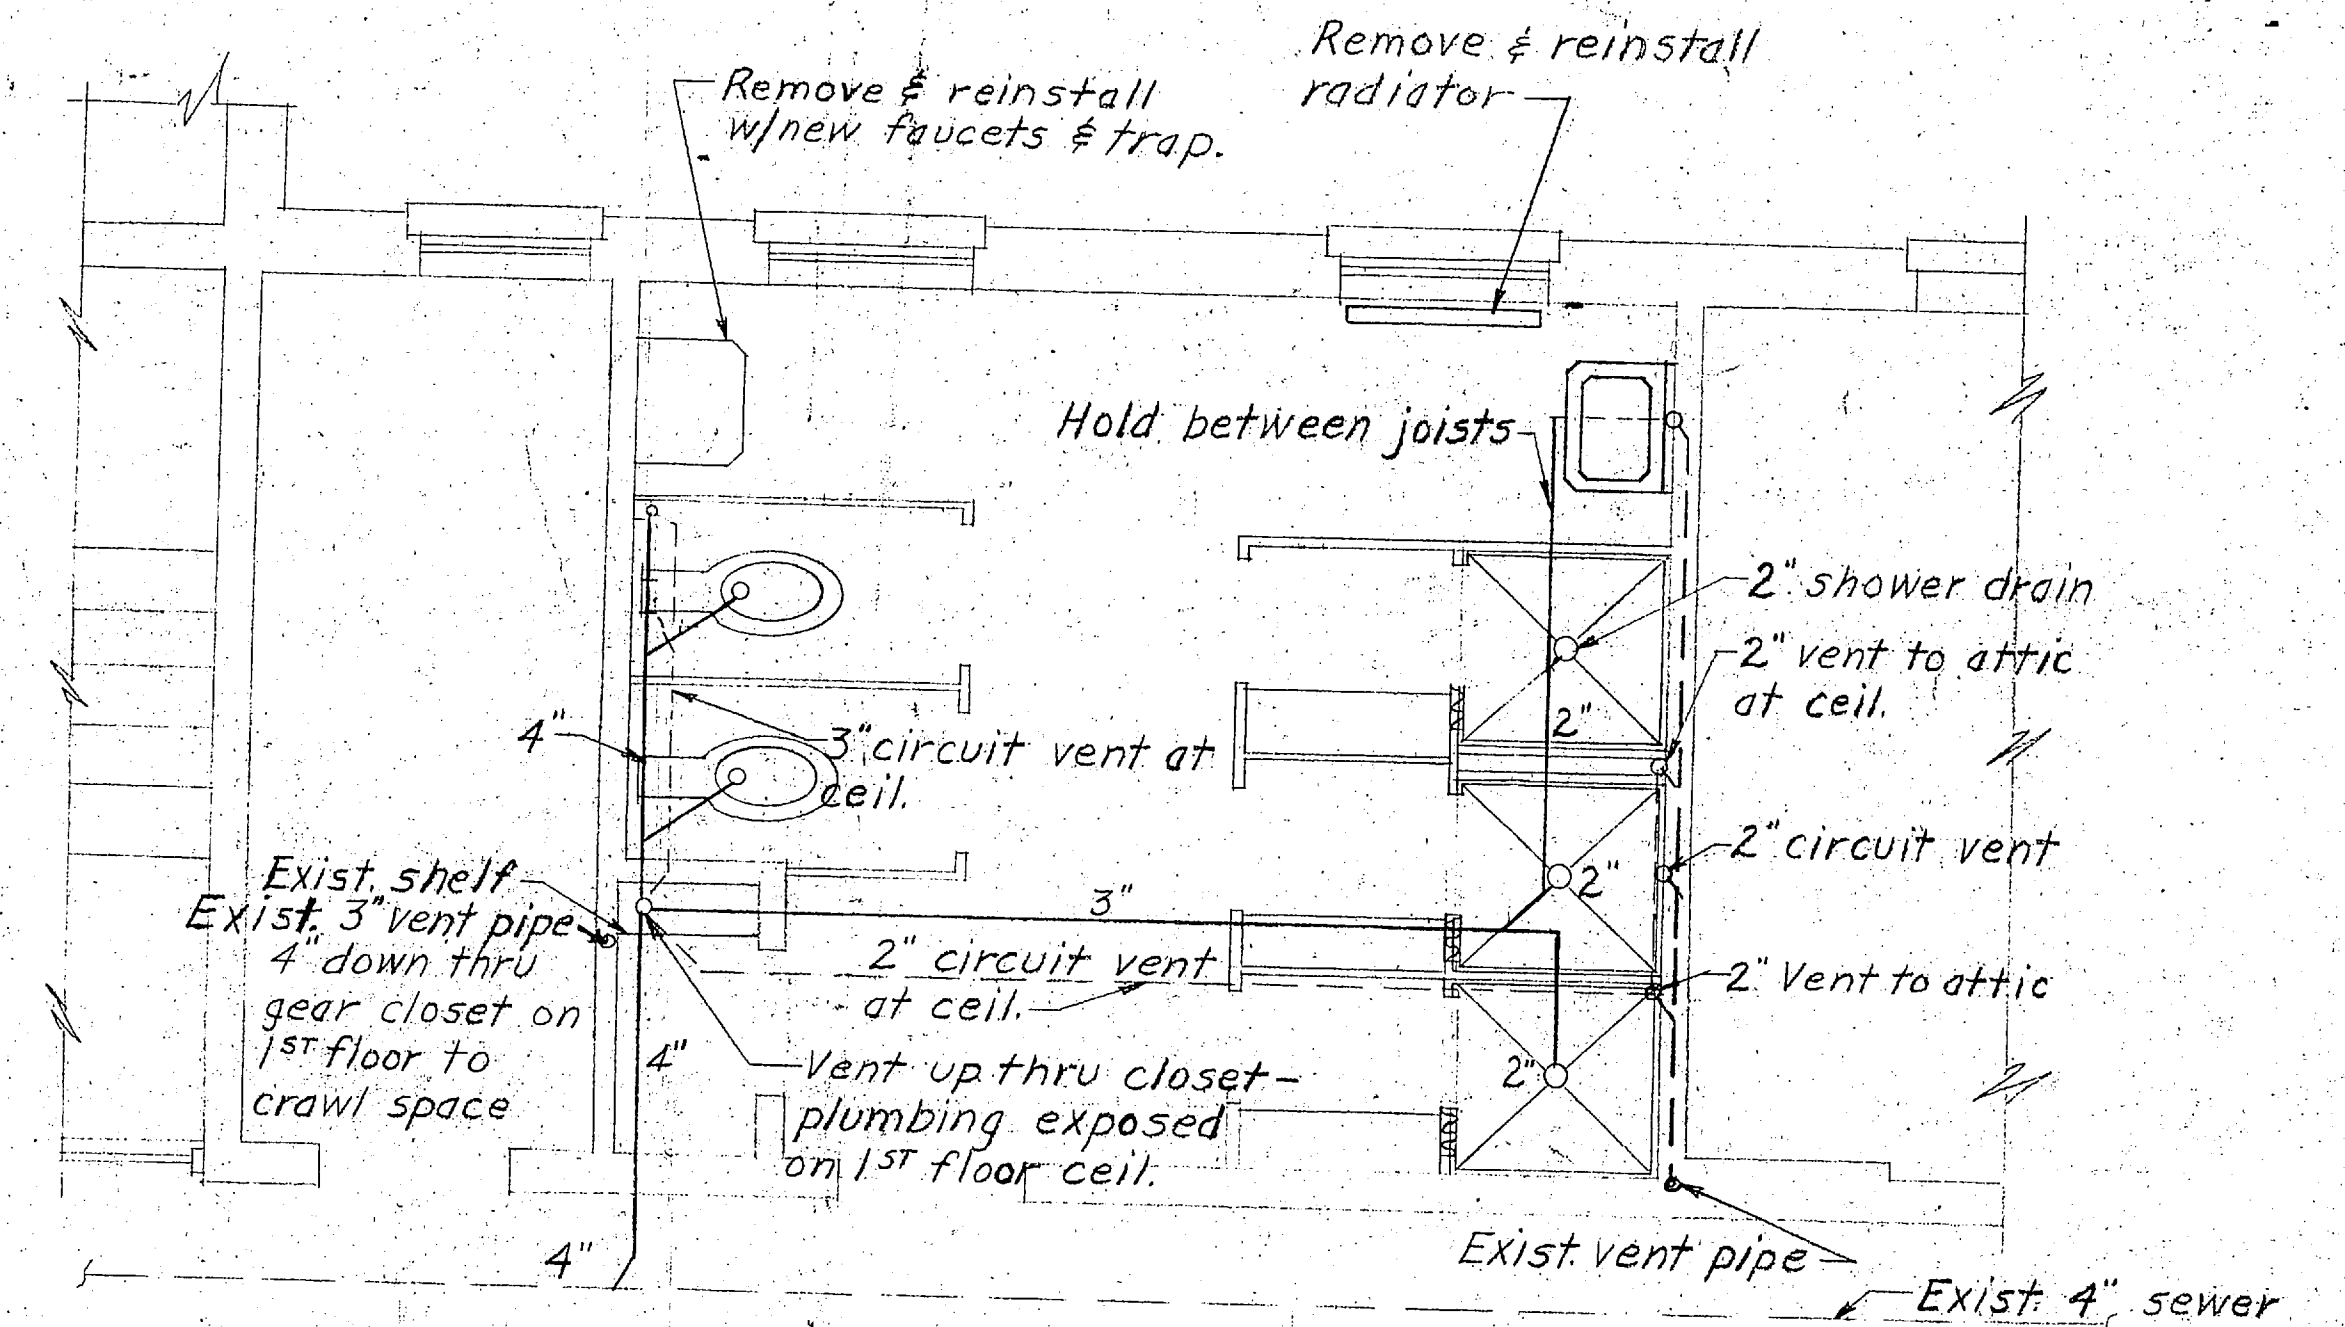 Remove & reinstall
radiator
Remove & reinstall
w/new faucets & trap.
Hold between joists
2" shower drain
2" vent to attic
at ceil.
2"
4"
3" circuit vent at
ceil.
2" circuit vent
2"
Exist. shelf
Exist. 3" vent pipe
4" down thru
gear closet on
1ST floor to
crawl space
3"
2" circuit vent
at ceil.
2" Vent to attic
4"
Vent up thru closet-
plumbing exposed
on 1ST floor ceil.
2"
4"
Exist. vent pipe
Exist. 4" sewer